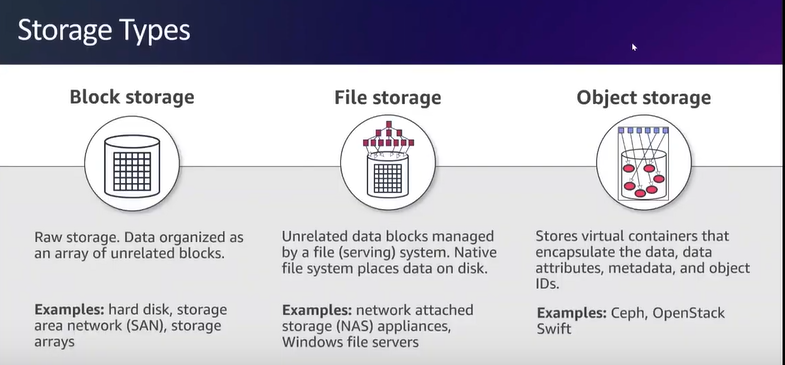 Storage Types
Block storage
Raw storage. Data organized as
an array of unrelated blocks.
Examples: hard disk, storage
area network (SAN), storage
arrays
File storage
Unrelated data blocks managed
by a file (serving) system. Native
file system places data on disk.
Examples: network attached
storage (NAS) appliances,
Windows file servers
Object storage
Stores virtual containers that
encapsulate the data, data
attributes, metadata, and object
IDs.
Examples: Ceph, OpenStack
Swift